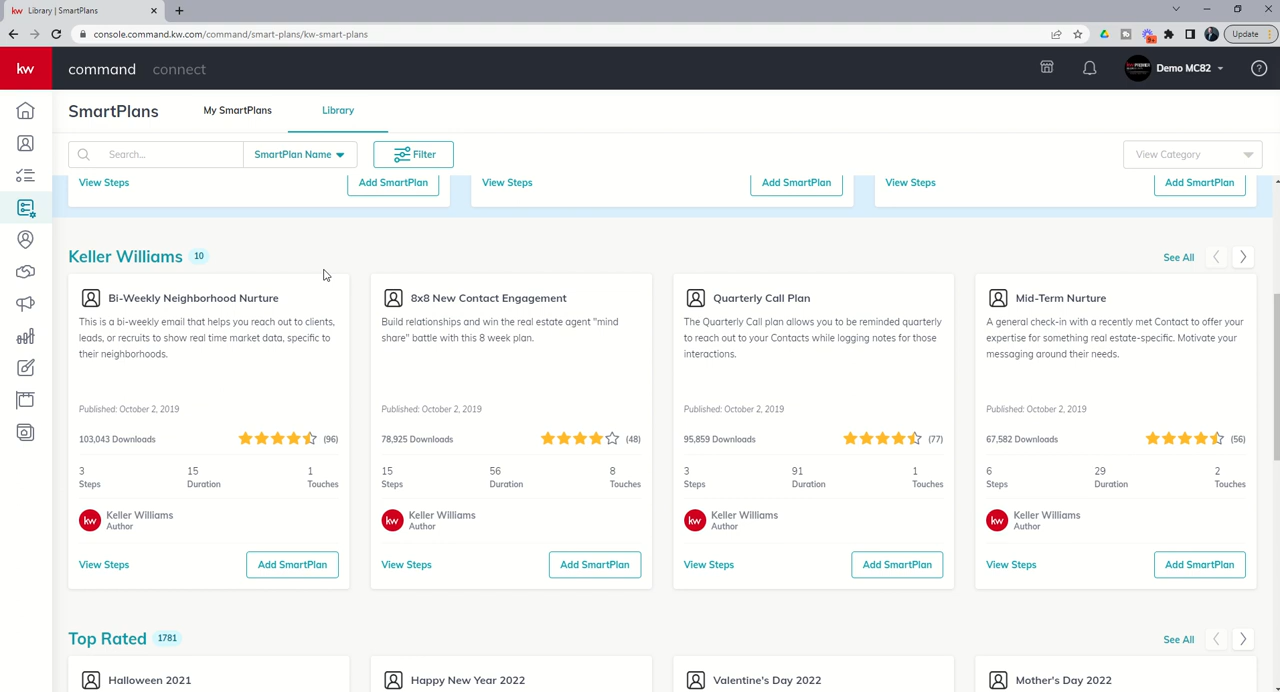 kw Library | SmartPlans
console.command.kw.com/command/smart-plans/kw-smart-plans
9+
Update
kw command connect
Demo MC82
SmartPlans My SmartPlans Library
Search... SmartPlan Name Filter View Category
View Steps Add SmartPlan View Steps Add SmartPlan View Steps Add SmartPlan
Keller Williams 10 See All
Bi-Weekly Neighborhood Nurture
This is a bi-weekly email that helps you reach out to clients,
leads, or recruits to show real time market data, specific to
their neighborhoods.
Published: October 2, 2019
103,043 Downloads (96)
3 15 1
Steps Duration Touches
kw Keller Williams
Author
View Steps Add SmartPlan
8x8 New Contact Engagement
Build relationships and win the real estate agent "mind
share" battle with this 8 week plan.
Published: October 2, 2019
78,925 Downloads (48)
15 56 8
Steps Duration Touches
kw Keller Williams
Author
View Steps Add SmartPlan
Quarterly Call Plan
The Quarterly Call plan allows you to be reminded quarterly
to reach out to your Contacts while logging notes for those
interactions.
Published: October 2, 2019
95,859 Downloads (77)
3 91 1
Steps Duration Touches
kw Keller Williams
Author
View Steps Add SmartPlan
Mid-Term Nurture
A general check-in with a recently met Contact to offer your
expertise for something real estate-specific. Motivate your
messaging around their needs.
Published: October 2, 2019
67,582 Downloads (56)
6 29 2
Steps Duration Touches
kw Keller Williams
Author
View Steps Add SmartPlan
Top Rated 1781 See All
Halloween 2021 Happy New Year 2022 Valentine's Day 2022 Mother's Day 2022